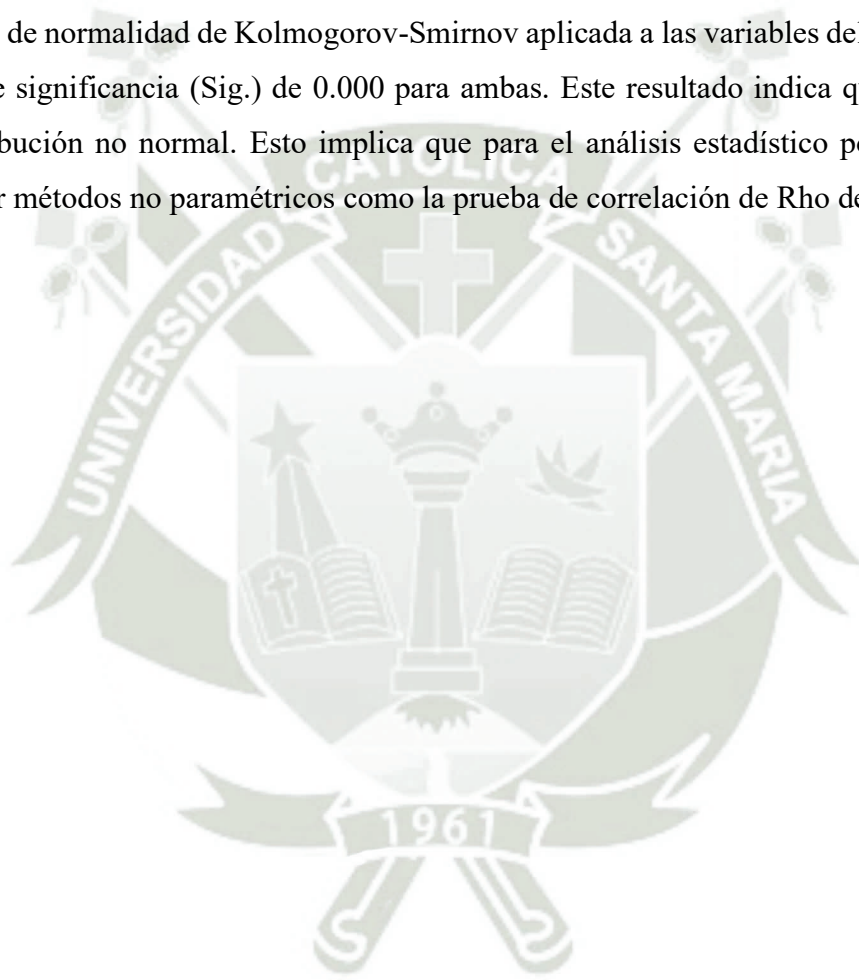 de normalidad de Kolmogorov-Smirnov aplicada a las variables del
significancia (Sig.) de 0.000 para ambas. Este resultado indica
no normal. Esto implica que para el análisis estadístico
métodos no paramétricos como la prueba de correlación de Rho de
UNIVERSIDAD CATOLICA SANTA MARIA
1961